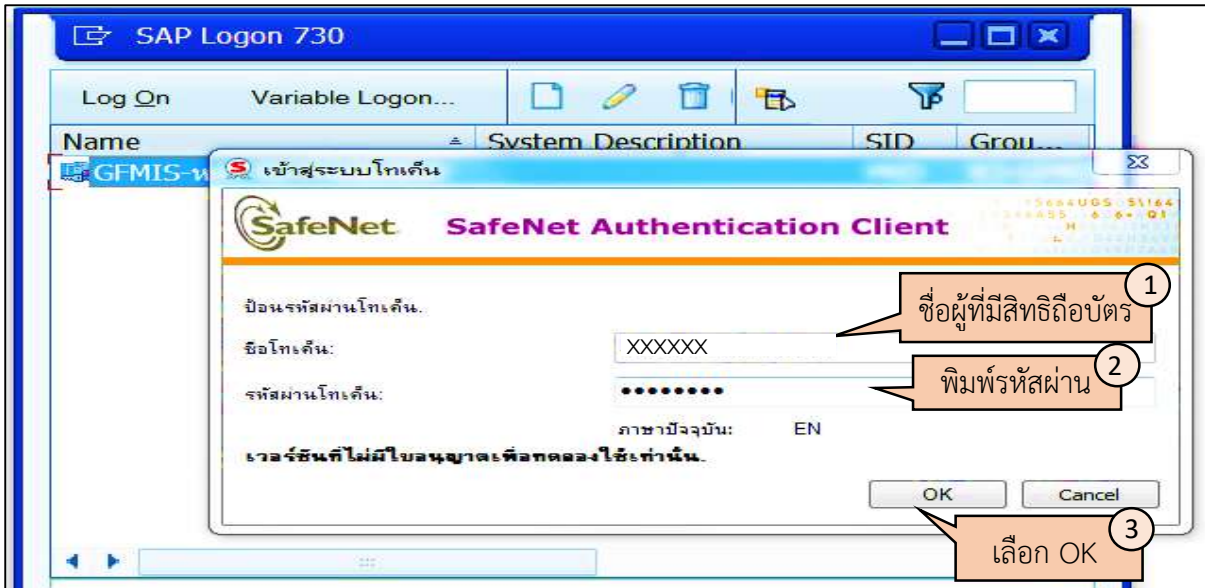 SAP Logon 730
Log On Variable Logon...
Name System Description SID Grou...
GFMIS-ห
เข้าสู่ระบบโทเค็น
SafeNet SafeNet Authentication Client
ป้อนรหัสผ่านโทเค็น.
ชื่อผู้ที่มีสิทธิถือบัตร 1
ชื่อโทเค็น: XXXXXX
พิมพ์รหัสผ่าน 2
รหัสผ่านโทเค็น: ••••••••
ภาษาปัจจุบัน: EN
เวอร์ชันที่ไม่มีใบอนุญาตเพื่อทดลองใช้เท่านั้น.
OK Cancel
เลือก OK 3